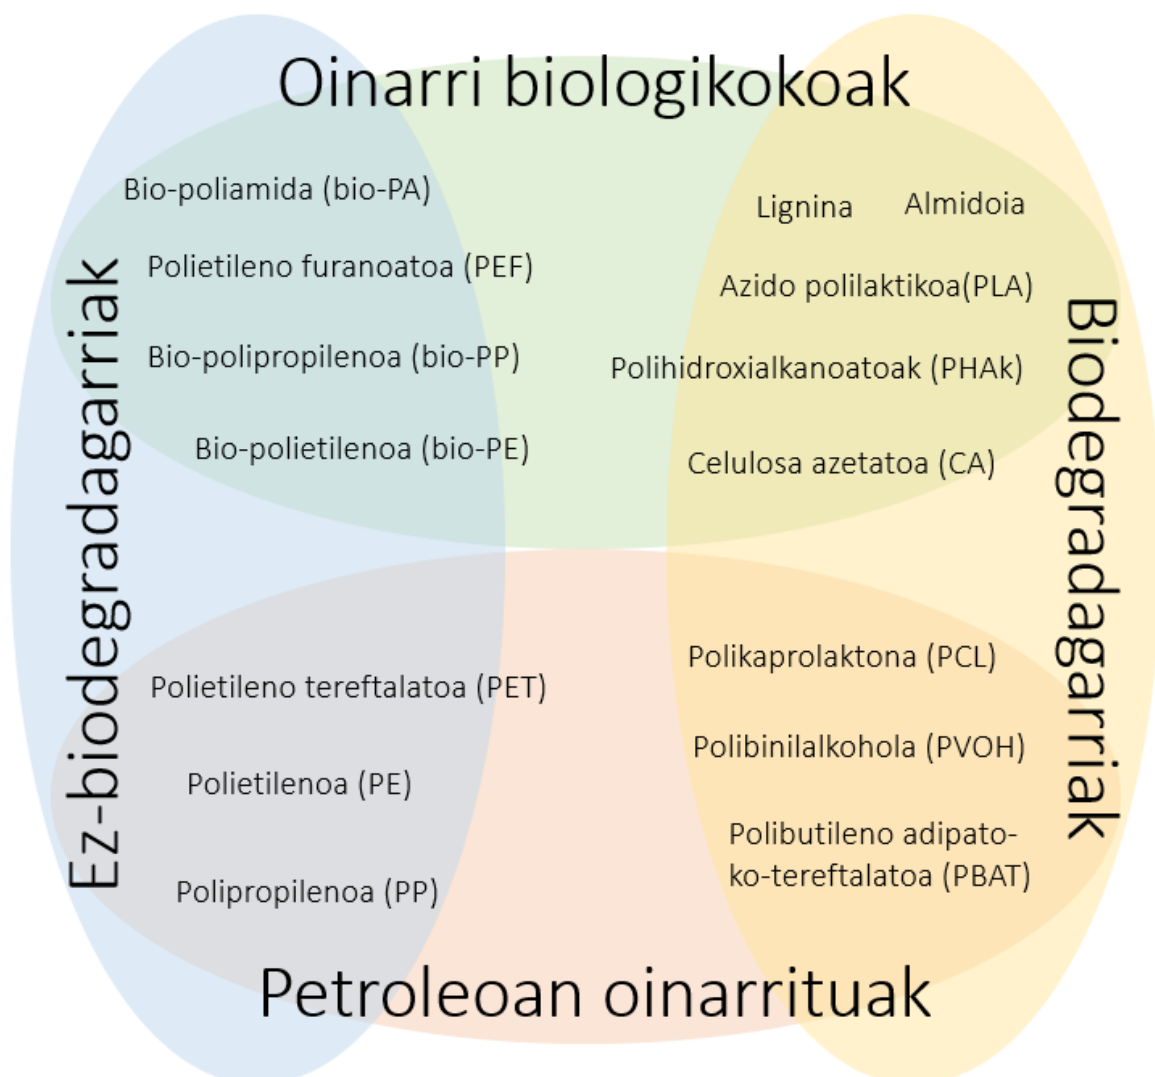 Oinarri biologikokoak
Ez-biodegradagarriak
Bio-poliamida (bio-PA)
Polietileno furanoatoa (PEF)
Bio-polipropilenoa (bio-PP)
Bio-polietilenoa (bio-PE)
Lignina
Almidoia
Azido polilaktikoa(PLA)
Polihidroxialkanoatoak (PHAk)
Celulosa azetatoa (CA)
Biodegradagarriak
Polietileno tereftalatoa (PET)
Polietilenoa (PE)
Polipropilenoa (PP)
Polikaprolaktona (PCL)
Polibinilalkohola (PVOH)
Polibutileno adipato-
ko-tereftalatoa (PBAT)
Petroleoan oinarrituak